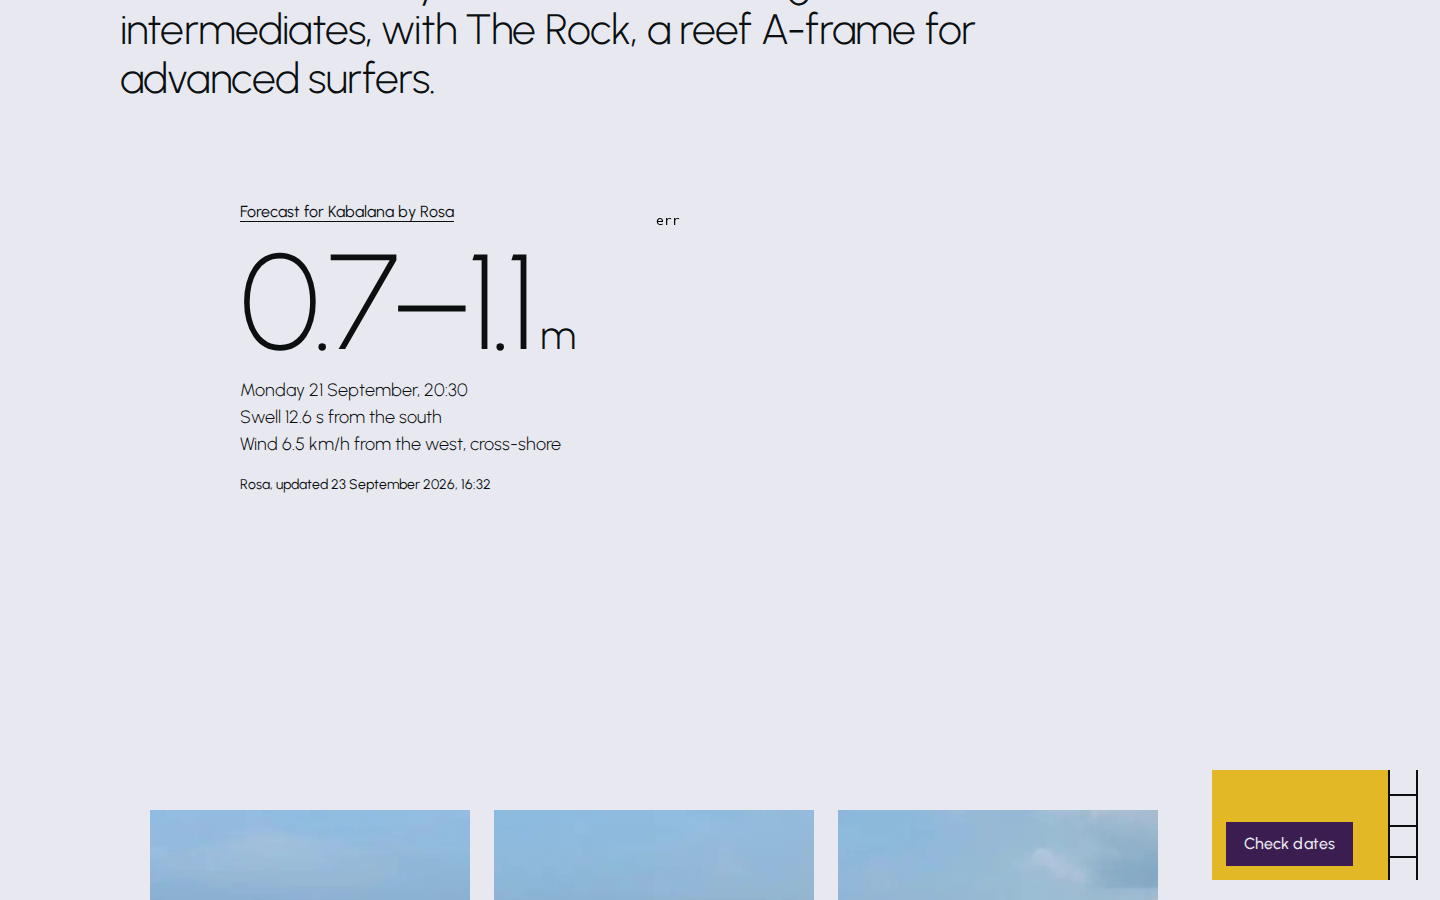 intermediates, with The Rock, a reef A-frame for
advanced surfers.
Forecast for Kabalana by Rosa
err
0.7–1.1 m
Monday 21 September, 20:30
Swell 12.6 s from the south
Wind 6.5 km/h from the west, cross-shore
Rosa, updated 23 September 2026, 16:32
Check dates